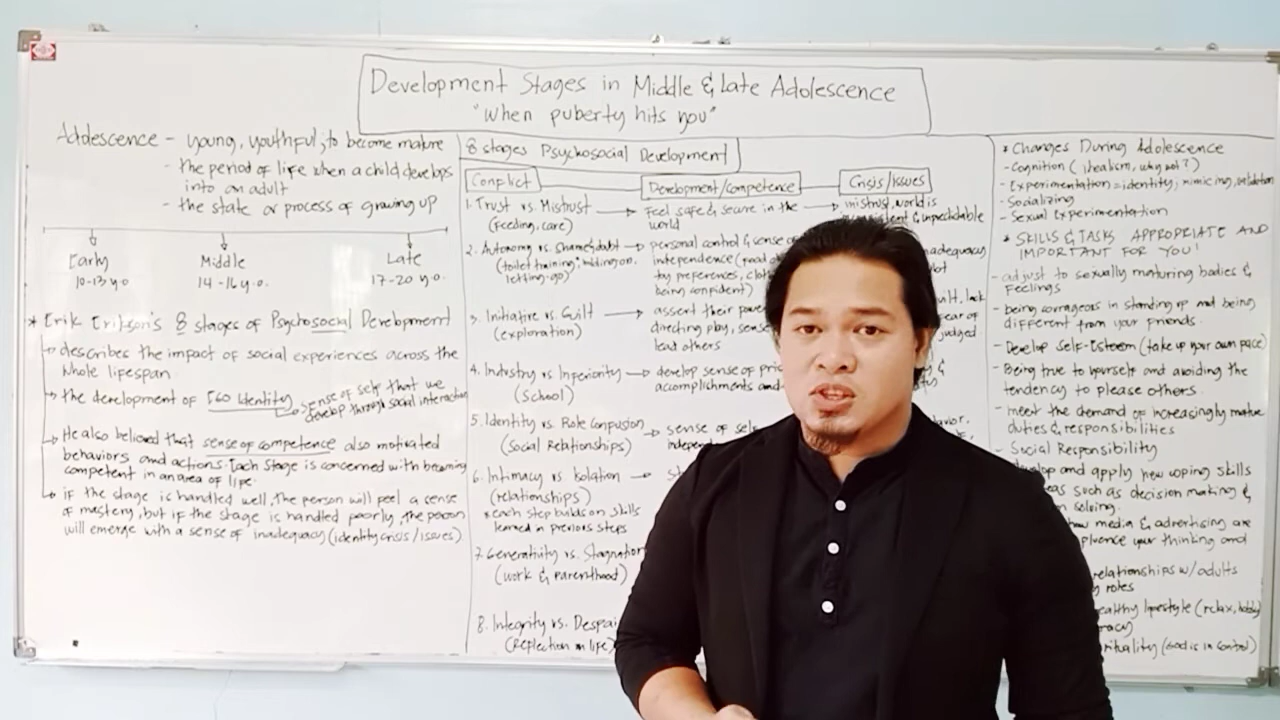 Development Stages in Middle & Late Adolescence
"When puberty hits you"
Adolescence - young, youthful, to become mature
- the period of life when a child develops
into an adult
- the state or process of growing up
Early
Middle
Late
10-13 y.o
14-16 y.o.
17-20 y.o.
* Erik Erikson's 8 stages of Psychosocial Development
describes the impact of social experiences across the
whole lifespan
the development of Ego Identity
sense of self that we
develop through social interaction
He also believed that sense of competence also motivated
behaviors and actions. Each stage is concerned with becoming
competent in an area of life.
if the stage is handled well, the person will feel a sense
of mastery, but if the stage is handled poorly, the person
will emerge with a sense of inadequacy (identity crisis/issues)
8 stages Psychosocial Development
Conflict
Development/competence
Crisis/Issues
1. Trust vs. Mistrust
(feeding, care)
feel safe & secure in the
world
mistrust, world is
2. Autonomy vs. Shame & dobt
(toilet training, holding on,
letting-go)
personal control & sense
independence (food
toy preferences, clot
being confident)
adequacy
3. Initiative vs. Guilt
(exploration)
assert their
directing play, sense
lead others
lack
fear of
judged
4. Industry vs Inferiority
(School)
develop sense of
accomplishments and
&
5. Identity vs. Role Confusion
(Social Relationships)
sense of self
6. Intimacy vs Isolation
(relationships)
* each step builds on skills
learned in previous steps
7. Generativity vs. Stagnation
(work & parenthood)
8. Integrity vs. Despai
(Reflection on life)
* Changes During Adolescence
- Cognition (idealism, why not?)
- Experimentation = identity, mimicing, validation
- Socializing
- Sexual Experimentation
* SKILLS & TASKS APPROPRIATE AND
IMPORTANT FOR YOU!
- adjust to sexually maturing bodies &
feelings
- being courageous in standing up and being
different from your friends.
- Develop self-Esteem (take up your own pace)
- Being true to yourself and avoiding the
tendency to please others.
- meet the demand of increasingly mature
duties & responsibilities
- Social Responsibility
and apply new coping skills
such as decision making &
solving.
how media & advertising are
your thinking and
relationships w/ adults
roles
healthy lifestyle (relax, hobby
(God is in control)